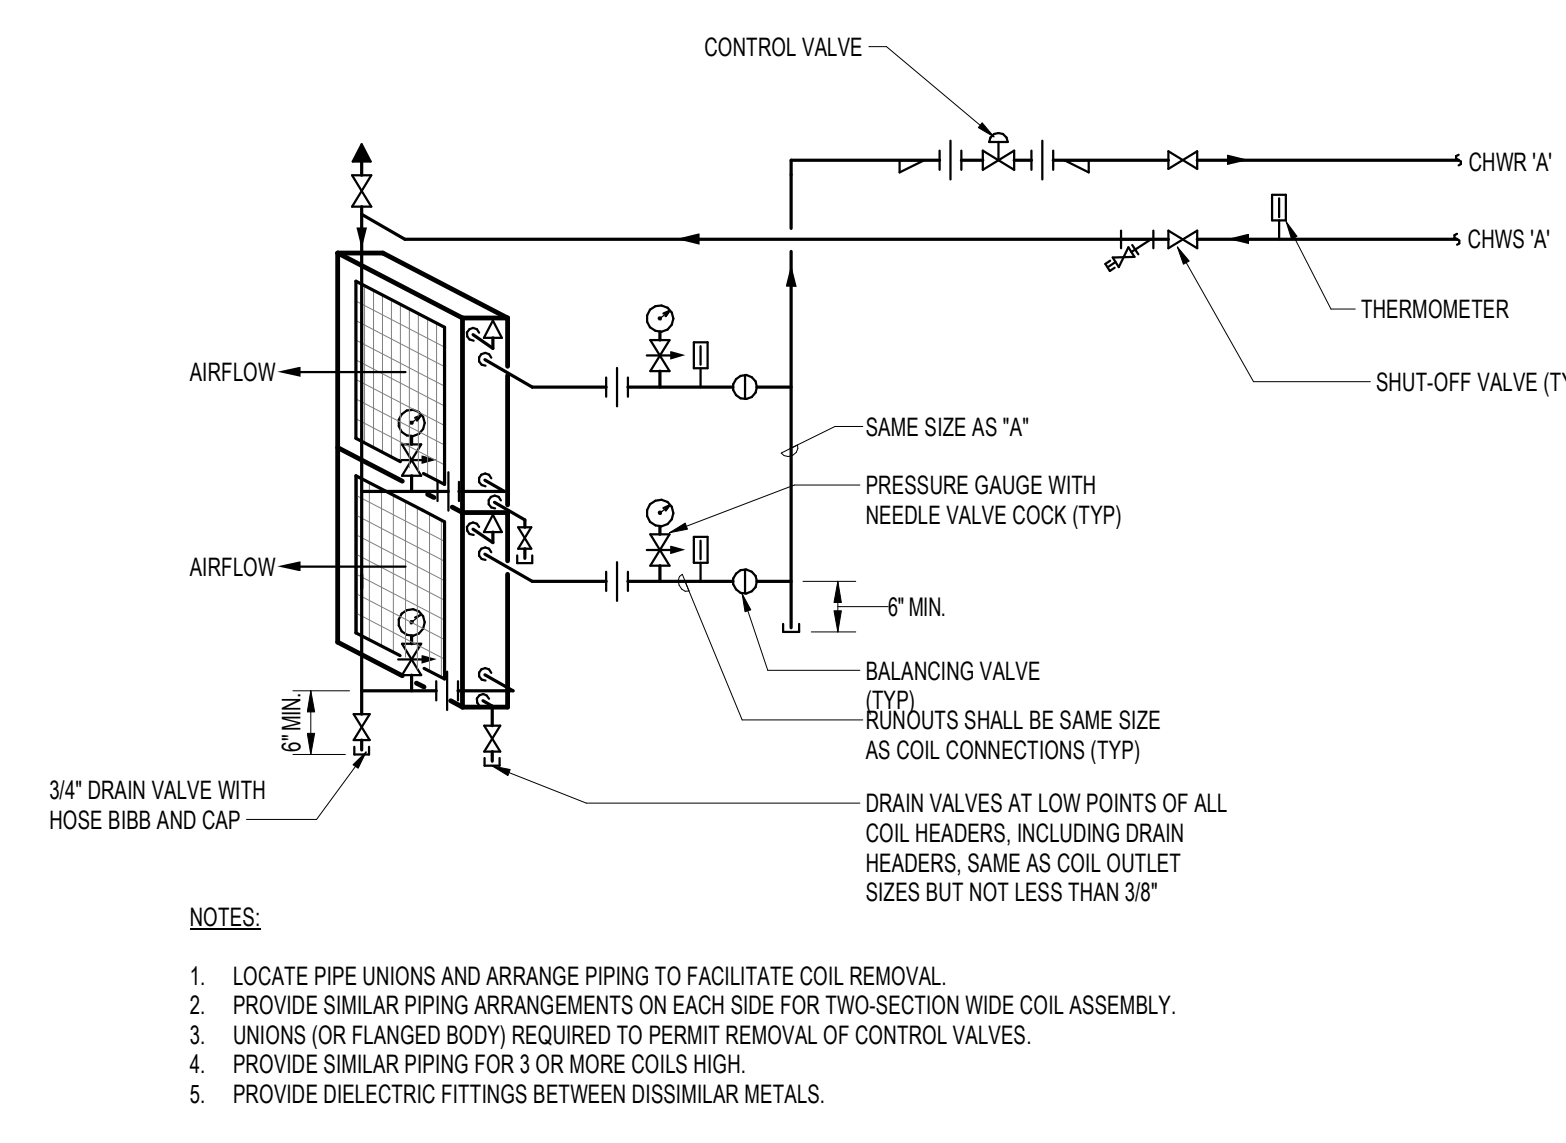 CONTROL VALVE
CHWR 'A'
CHWS 'A'
THERMOMETER
AIRFLOW
SHUT-OFF VALVE (TY
SAME SIZE AS "A"
PRESSURE GAUGE WITH
NEEDLE VALVE COCK (TYP)
AIRFLOW
6" MIN.
BALANCING VALVE
(TYP)
RUNOUTS SHALL BE SAME SIZE
AS COIL CONNECTIONS (TYP)
6" MIN.
3/4" DRAIN VALVE WITH
HOSE BIBB AND CAP
DRAIN VALVES AT LOW POINTS OF ALL
COIL HEADERS, INCLUDING DRAIN
HEADERS, SAME AS COIL OUTLET
SIZES BUT NOT LESS THAN 3/8"
NOTES:
1. LOCATE PIPE UNIONS AND ARRANGE PIPING TO FACILITATE COIL REMOVAL.
2. PROVIDE SIMILAR PIPING ARRANGEMENTS ON EACH SIDE FOR TWO-SECTION WIDE COIL ASSEMBLY.
3. UNIONS (OR FLANGED BODY) REQUIRED TO PERMIT REMOVAL OF CONTROL VALVES.
4. PROVIDE SIMILAR PIPING FOR 3 OR MORE COILS HIGH.
5. PROVIDE DIELECTRIC FITTINGS BETWEEN DISSIMILAR METALS.